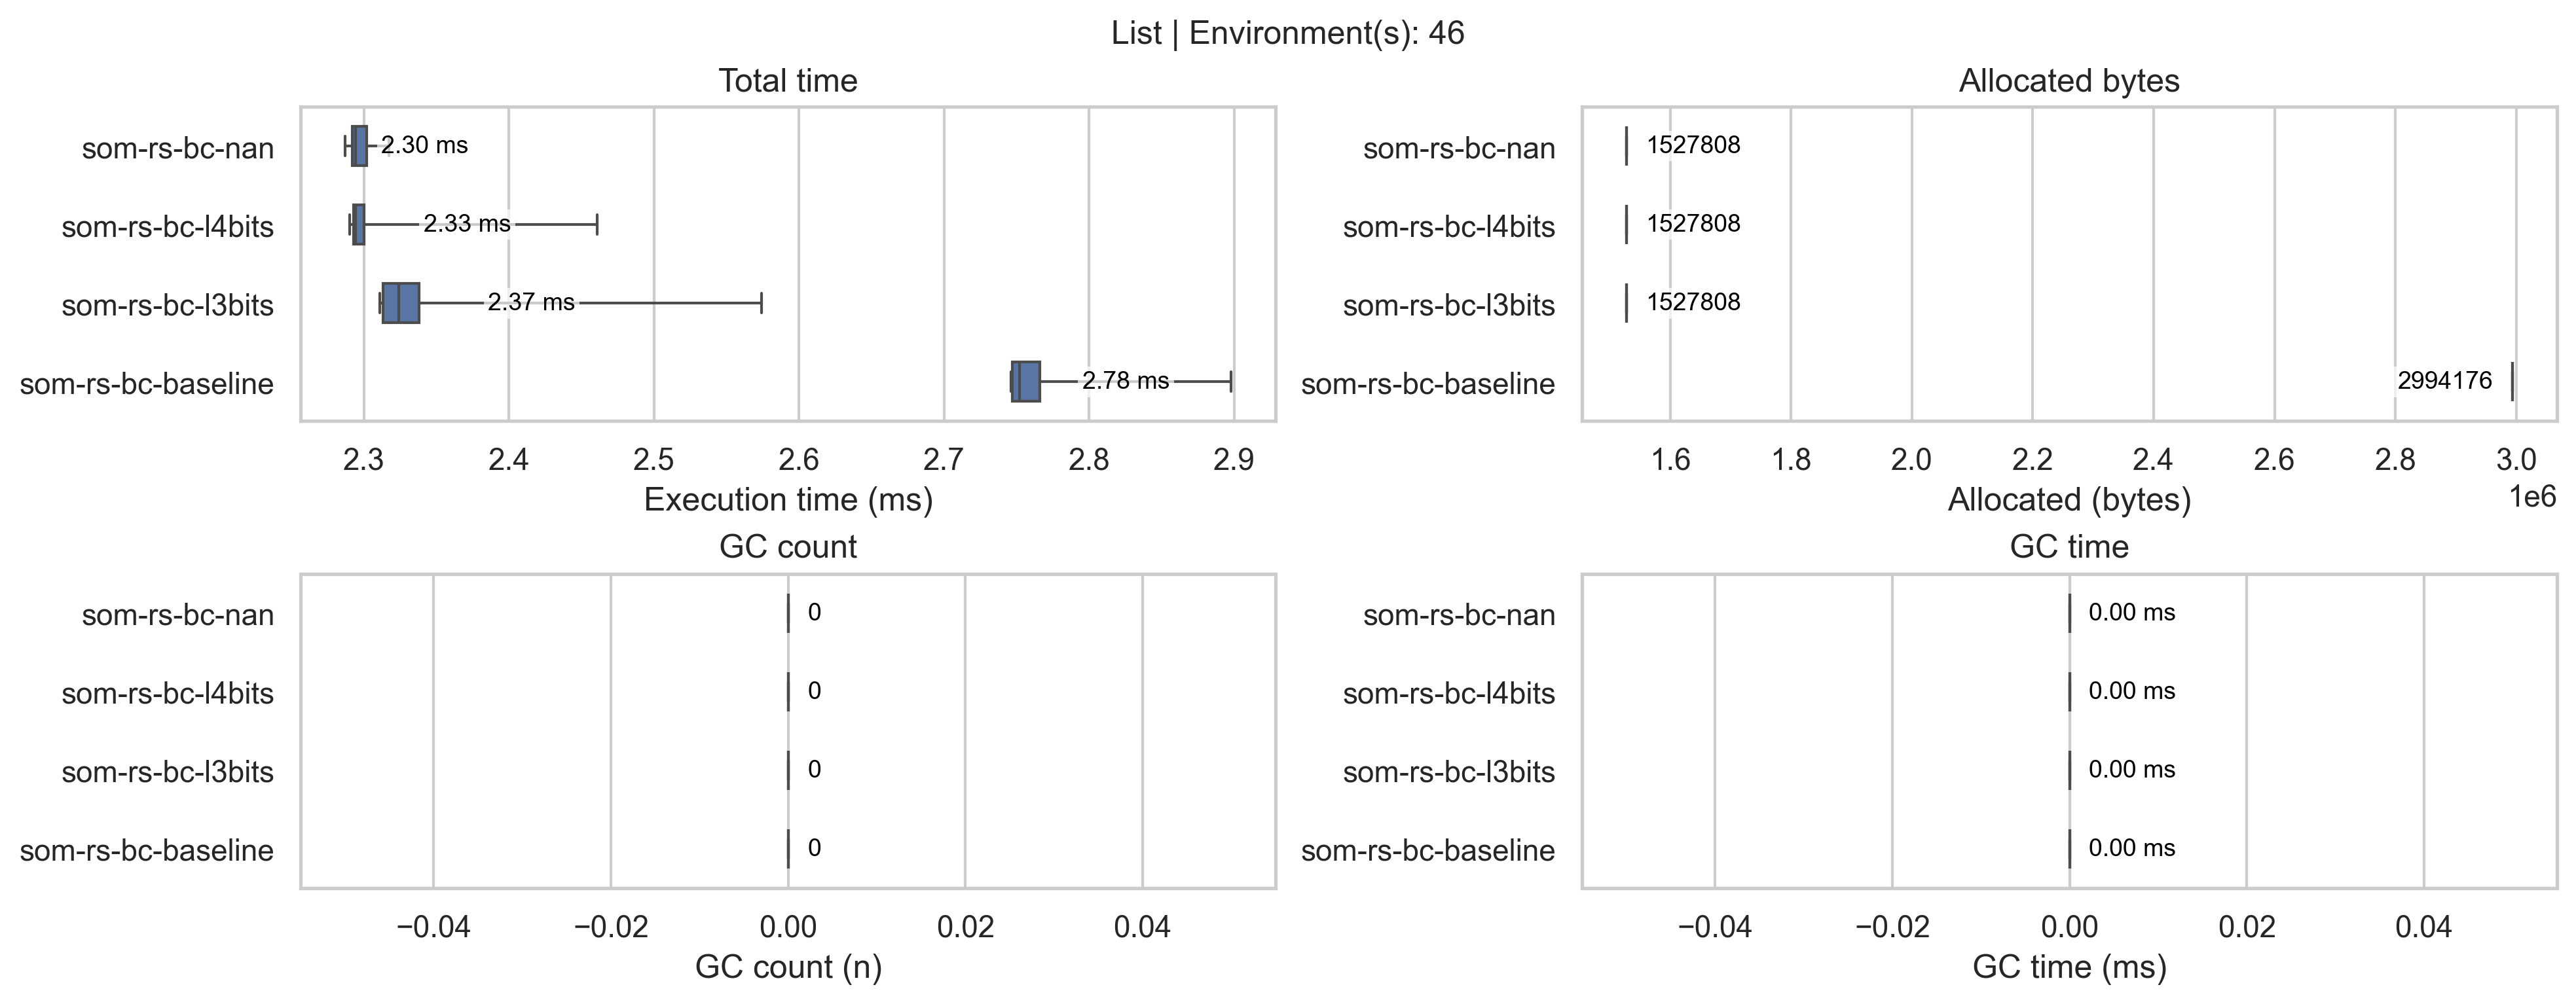 List | Environment(s): 46
Total time
som-rs-bc-nan
som-rs-bc-l4bits
som-rs-bc-l3bits
som-rs-bc-baseline
2.30 ms
2.33 ms
2.37 ms
2.78 ms
2.3 2.4 2.5 2.6 2.7 2.8 2.9
Execution time (ms)
Allocated bytes
som-rs-bc-nan
som-rs-bc-l4bits
som-rs-bc-l3bits
som-rs-bc-baseline
1527808
1527808
1527808
2994176
1.6 1.8 2.0 2.2 2.4 2.6 2.8 3.0
1e6
Allocated (bytes)
GC count
som-rs-bc-nan
som-rs-bc-l4bits
som-rs-bc-l3bits
som-rs-bc-baseline
0
0
0
0
−0.04 −0.02 0.00 0.02 0.04
GC count (n)
GC time
som-rs-bc-nan
som-rs-bc-l4bits
som-rs-bc-l3bits
som-rs-bc-baseline
0.00 ms
0.00 ms
0.00 ms
0.00 ms
−0.04 −0.02 0.00 0.02 0.04
GC time (ms)